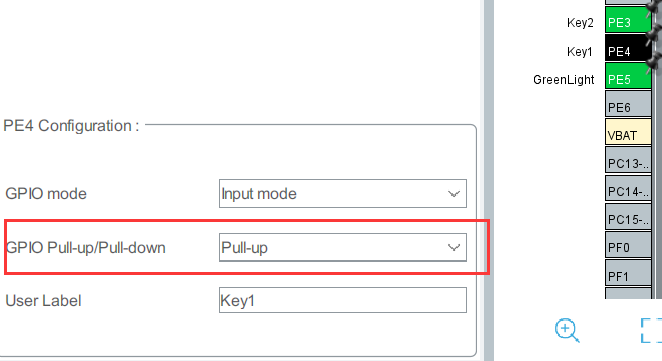 Key2 PE3
Key1 PE4
GreenLight PE5
PE6
VBAT
PC13-..
PC14-..
PC15-..
PF0
PF1
PE4 Configuration :
GPIO mode Input mode
GPIO Pull-up/Pull-down Pull-up
User Label Key1